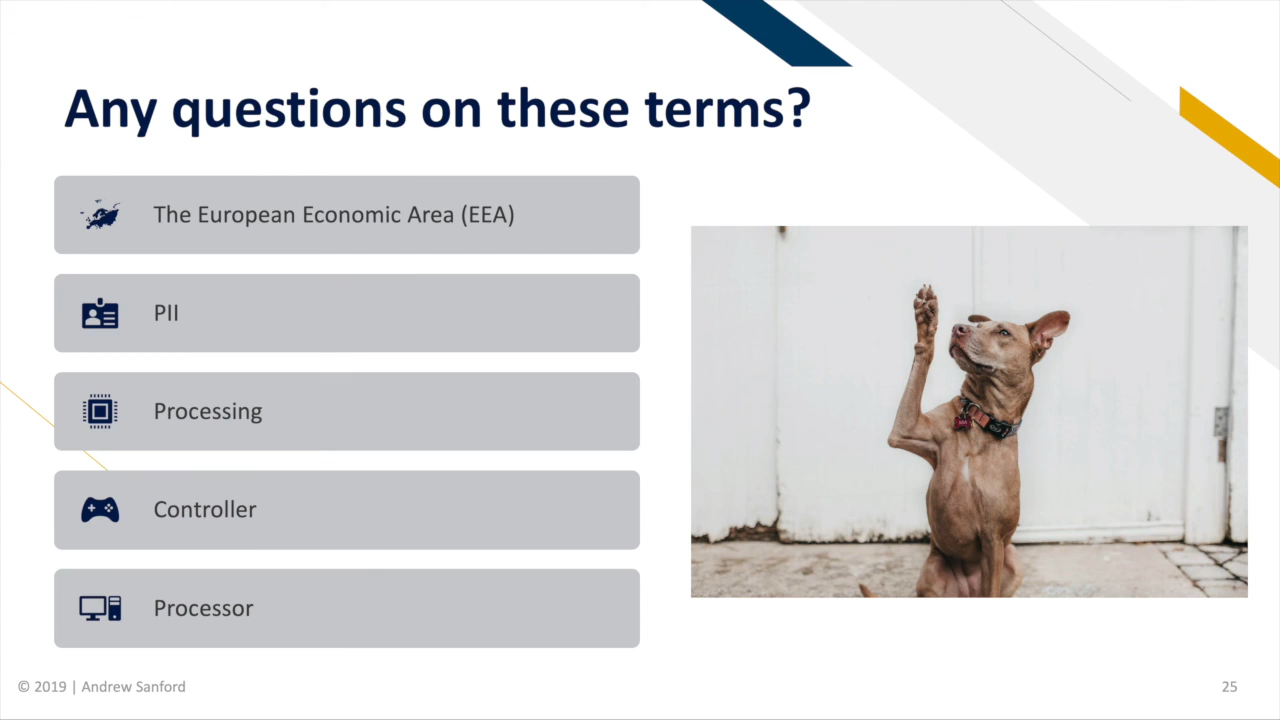 Any questions on these terms?
The European Economic Area (EEA)
PII
Processing
Controller
Processor
© 2019 | Andrew Sanford
25